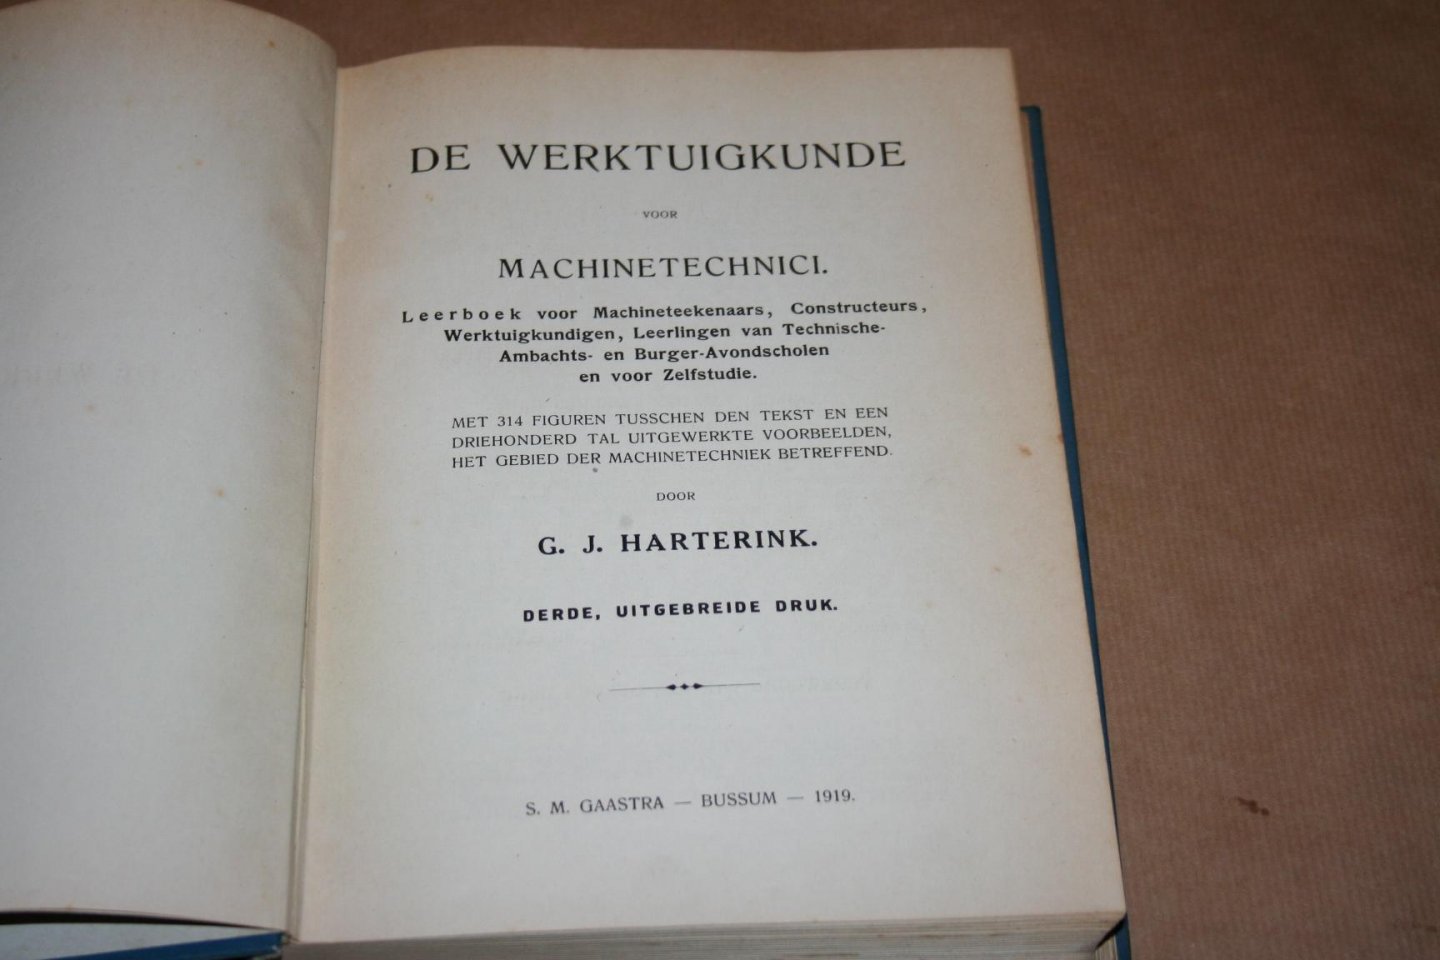 DE WERKTUIGKUNDE
VOOR
MACHINETECHNICI.
Leerboek voor Machineteekenaars, Constructeurs,
Werktuigkundigen, Leerlingen van Technische-
Ambachts- en Burger-Avondscholen
en voor Zelfstudie.
MET 314 FIGUREN TUSSCHEN DEN TEKST EN EEN
DRIEHONDERD TAL UITGEWERKTE VOORBEELDEN,
HET GEBIED DER MACHINETECHNIEK BETREFFEND.
DOOR
G. J. HARTERINK.
DERDE, UITGEBREIDE DRUK.
S. M. GAASTRA — BUSSUM — 1919.